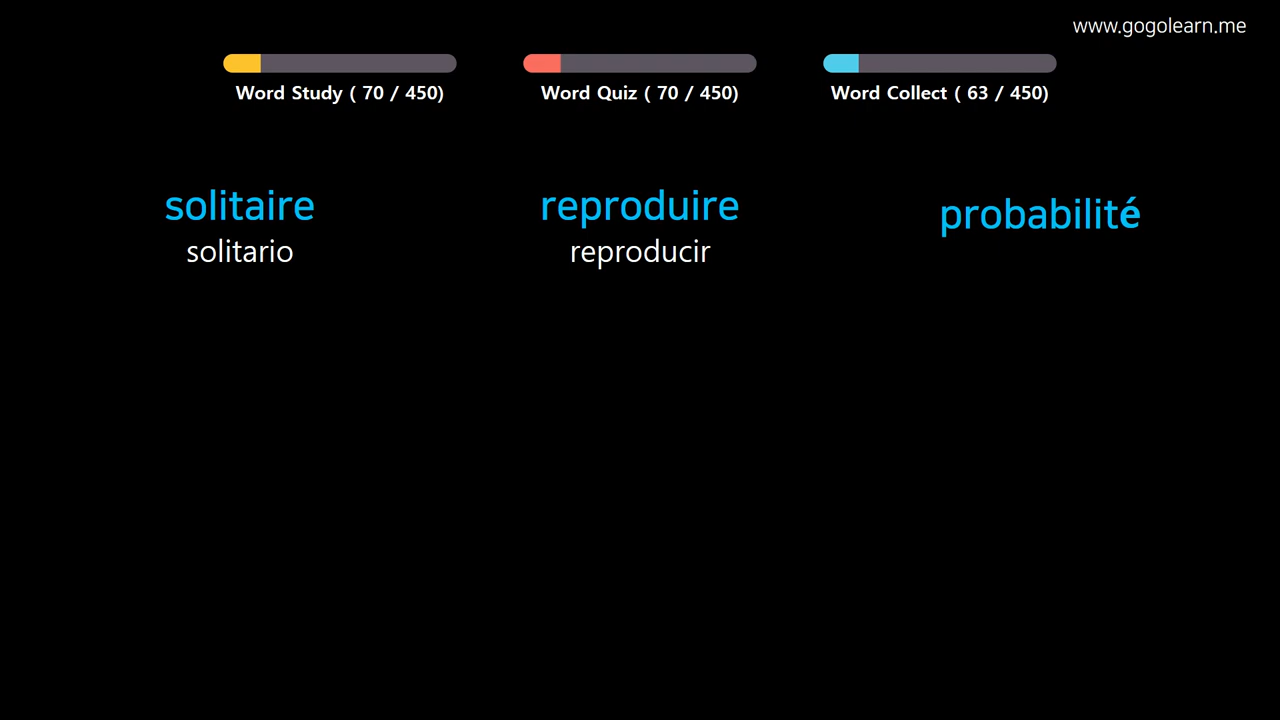 www.gogolearn.me
Word Study ( 70 / 450)
Word Quiz ( 70 / 450)
Word Collect ( 63 / 450)
solitaire
solitario
reproduire
reproducir
probabilité